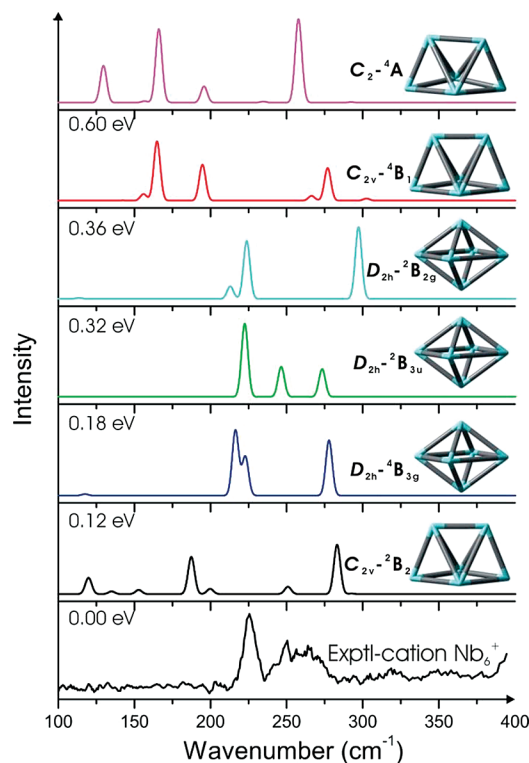 C₂-⁴A
0.60 eV
C₂ᵥ-⁴B₁
0.36 eV
D₂ₕ-²B₂g
0.32 eV
D₂ₕ-²B₃ᵤ
0.18 eV
D₂ₕ-⁴B₃g
0.12 eV
C₂ᵥ-²B₂
0.00 eV
Exptl-cation Nb₆⁺
100 150 200 250 300 350 400
Wavenumber (cm⁻¹)
Intensity